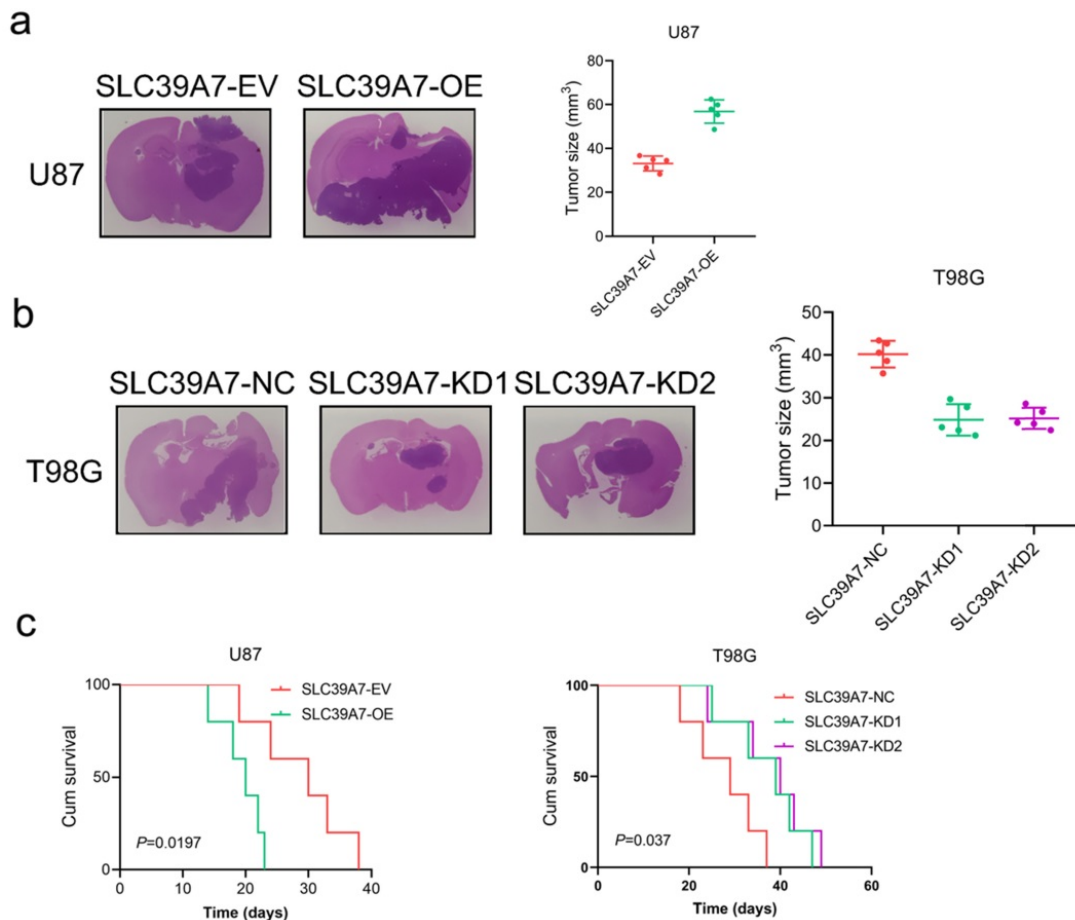 a
SLC39A7-EV SLC39A7-OE
U87
U87
Tumor size (mm³)
80
60
40
20
0
SLC39A7-EV
SLC39A7-OE
b
SLC39A7-NC SLC39A7-KD1 SLC39A7-KD2
T98G
T98G
Tumor size (mm³)
50
40
30
20
10
0
SLC39A7-NC
SLC39A7-KD1
SLC39A7-KD2
c
U87
SLC39A7-EV
SLC39A7-OE
Cum survival
100
50
0
P=0.0197
0 10 20 30 40
Time (days)
T98G
SLC39A7-NC
SLC39A7-KD1
SLC39A7-KD2
Cum survival
100
50
0
P=0.037
0 20 40 60
Time (days)